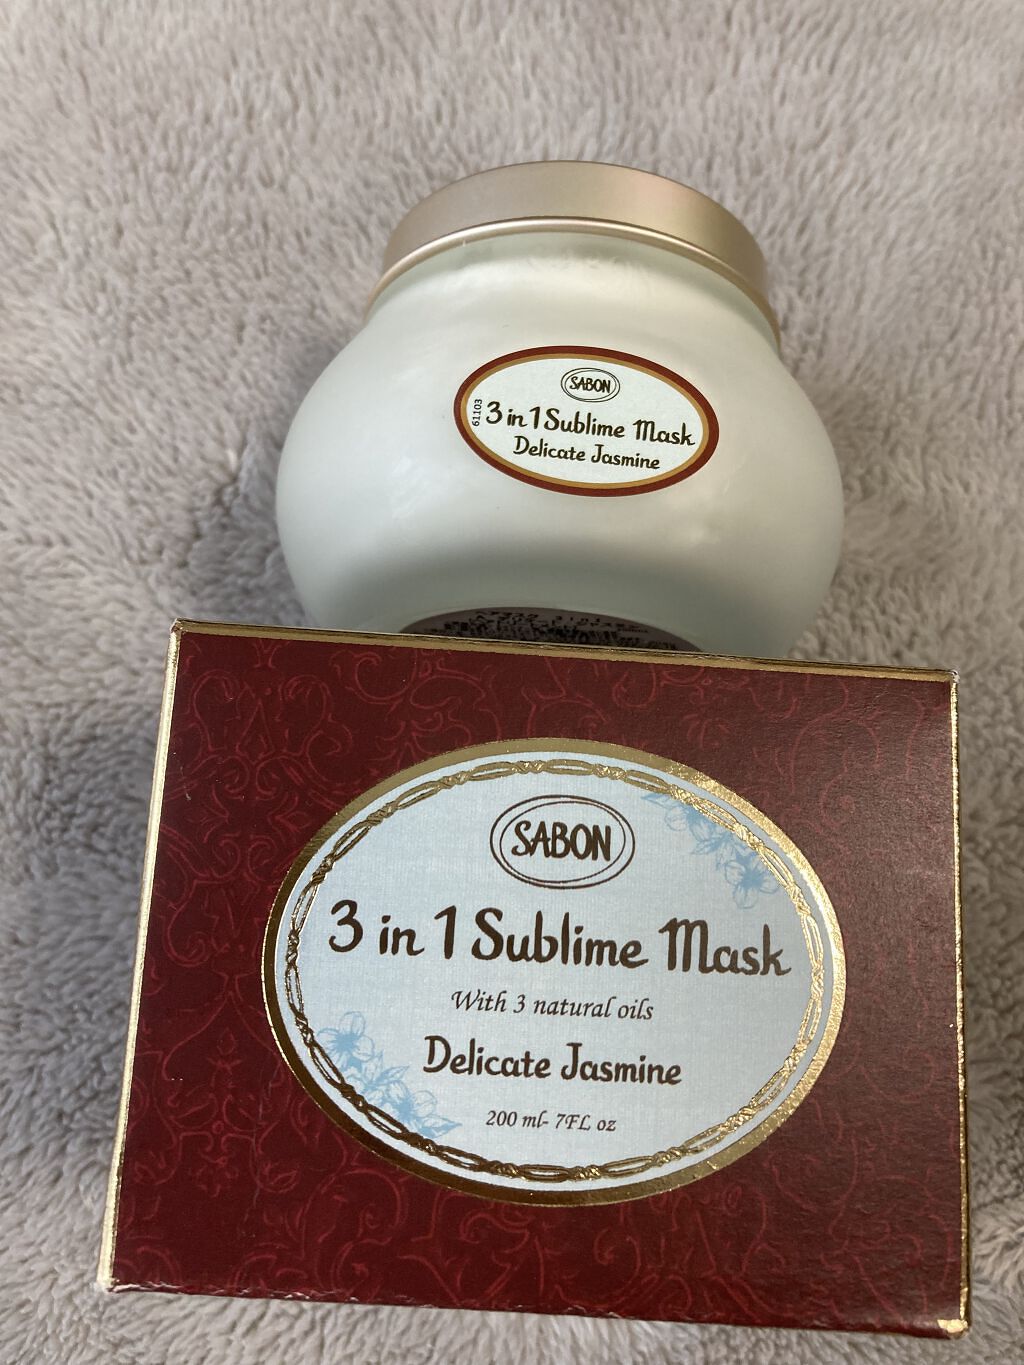 SABON
61103
3 in 1 Sublime Mask
Delicate Jasmine
SABON
3 in 1 Sublime Mask
With 3 natural oils
Delicate Jasmine
200 ml- 7FL oz